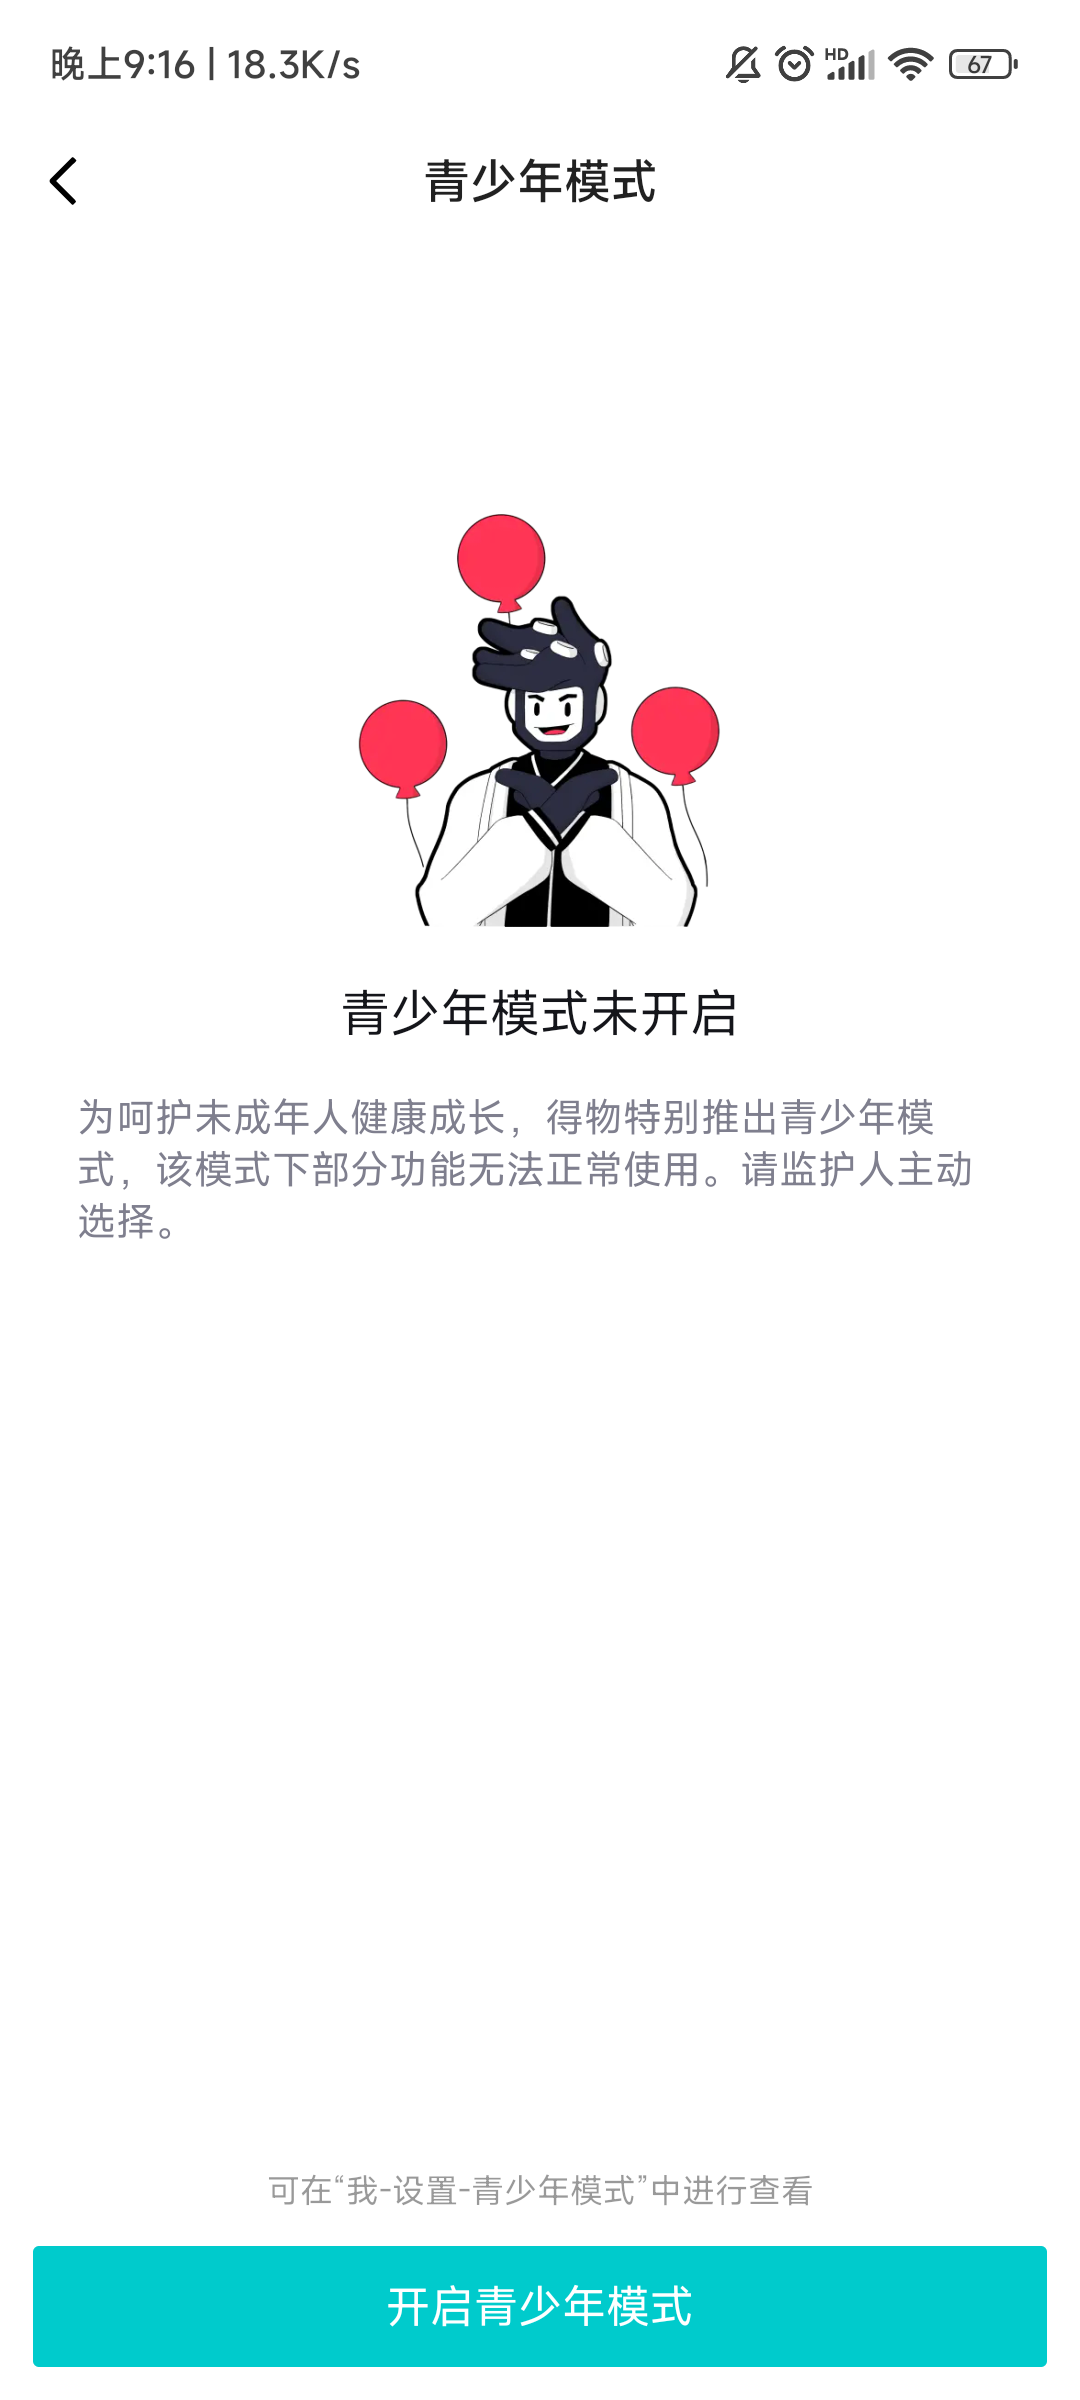 晚上9:16 | 18.3K/s
HD
67
青少年模式
青少年模式未开启
为呵护未成年人健康成长，得物特别推出青少年模
式，该模式下部分功能无法正常使用。请监护人主动
选择。
可在“我-设置-青少年模式”中进行查看
开启青少年模式